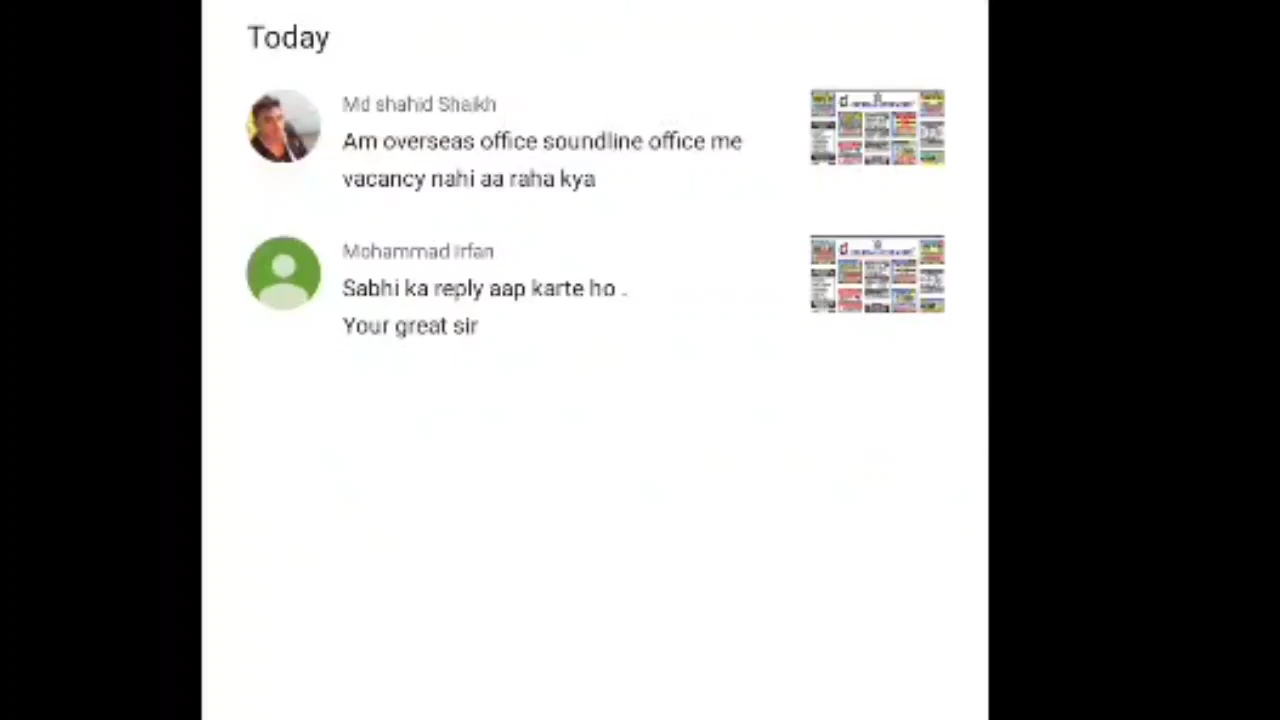 Today
Md shahid Shaikh
Am overseas office soundline office me
vacancy nahi aa raha kya
Mohammad Irfan
Sabhi ka reply aap karte ho .
Your great sir